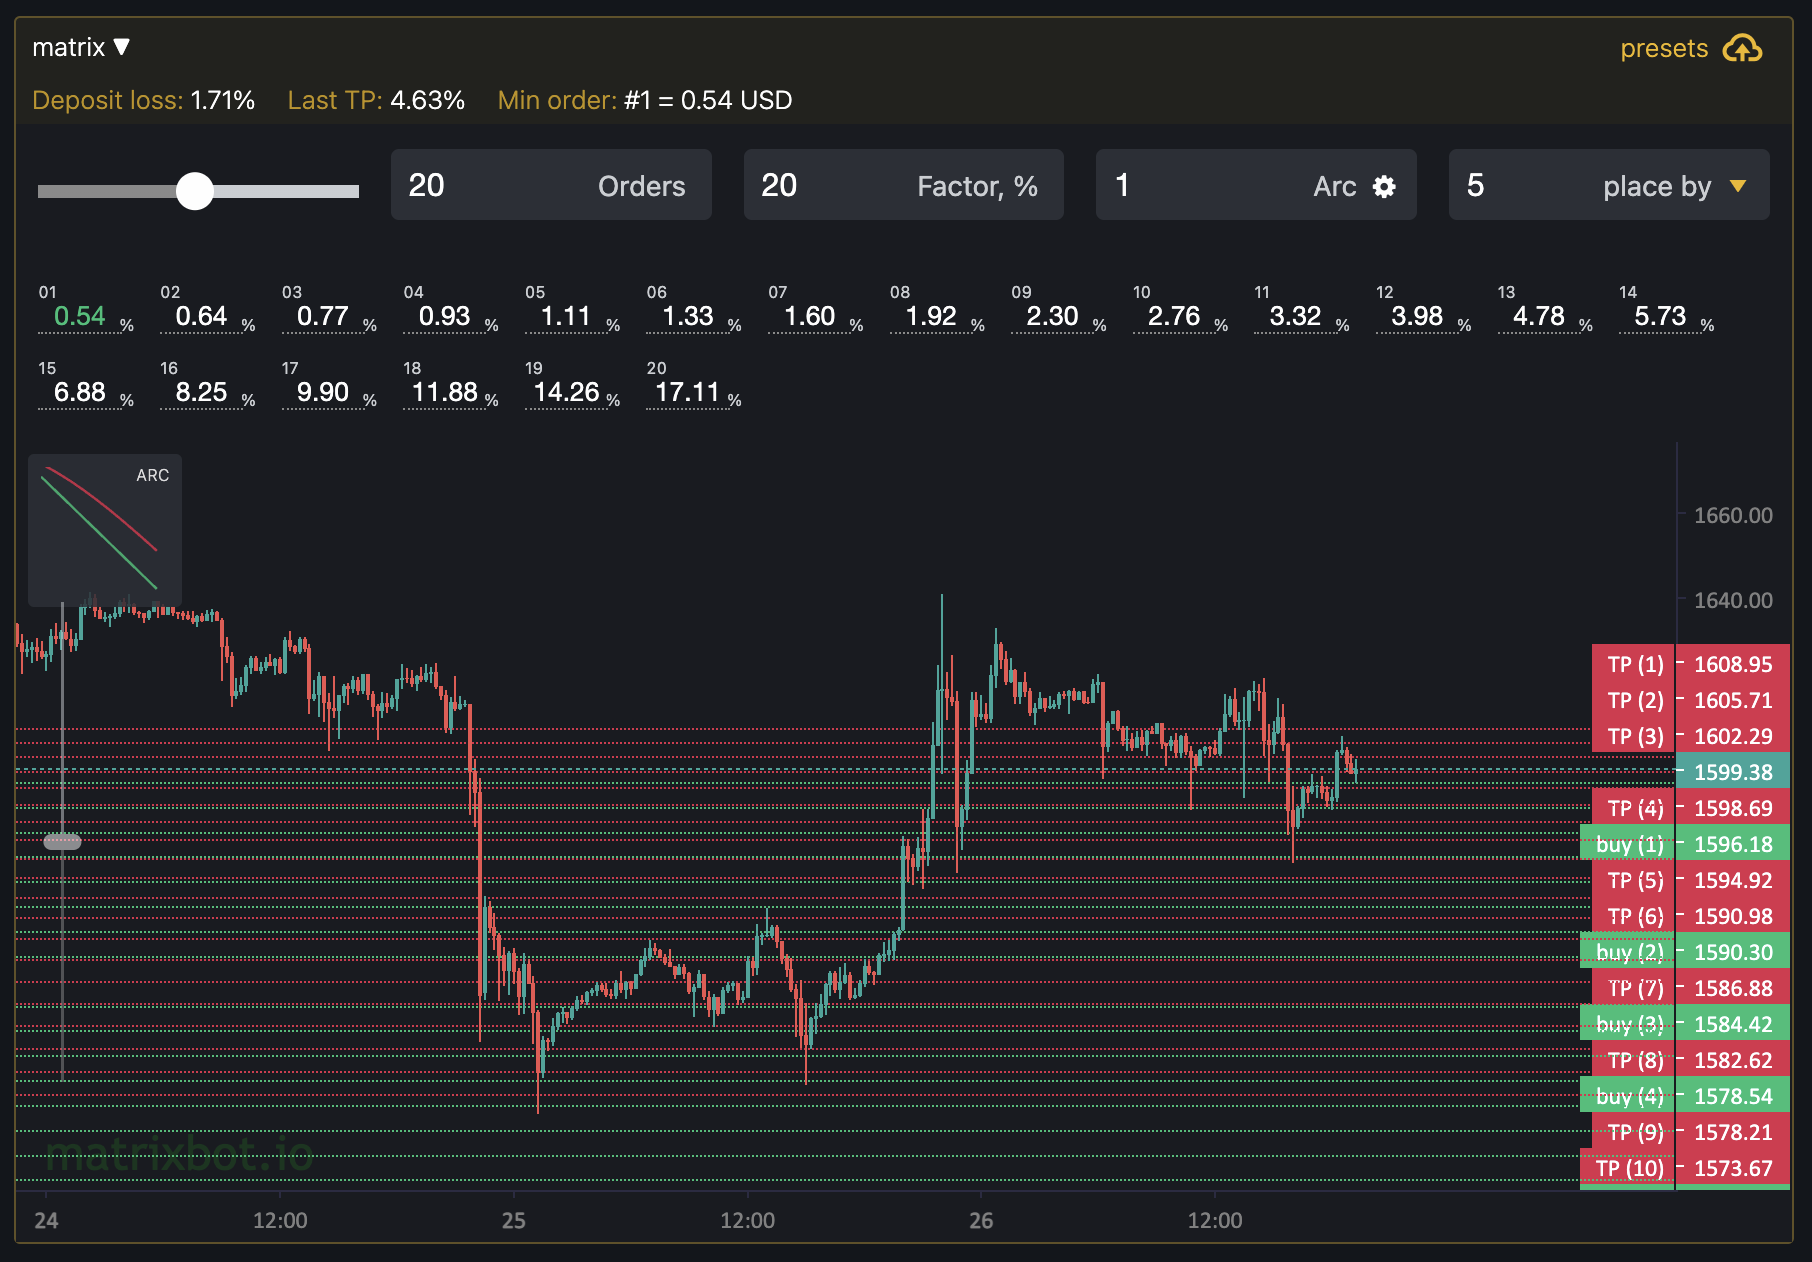 matrix ▼
presets
Deposit loss: 1.71% Last TP: 4.63% Min order: #1 = 0.54 USD
20 Orders
20 Factor, %
1 Arc
5 place by ▼
01 02 03 04 05 06 07 08 09 10 11 12 13 14
0.54 % 0.64 % 0.77 % 0.93 % 1.11 % 1.33 % 1.60 % 1.92 % 2.30 % 2.76 % 3.32 % 3.98 % 4.78 % 5.73 %
15 16 17 18 19 20
6.88 % 8.25 % 9.90 % 11.88 % 14.26 % 17.11 %
ARC
1660.00
1640.00
TP (1) 1608.95
TP (2) 1605.71
TP (3) 1602.29
1599.38
TP (4) 1598.69
buy (1) 1596.18
TP (5) 1594.92
TP (6) 1590.98
buy (2) 1590.30
TP (7) 1586.88
buy (3) 1584.42
TP (8) 1582.62
buy (4) 1578.54
TP (9) 1578.21
matrixbot.io
TP (10) 1573.67
24 12:00 25 12:00 26 12:00